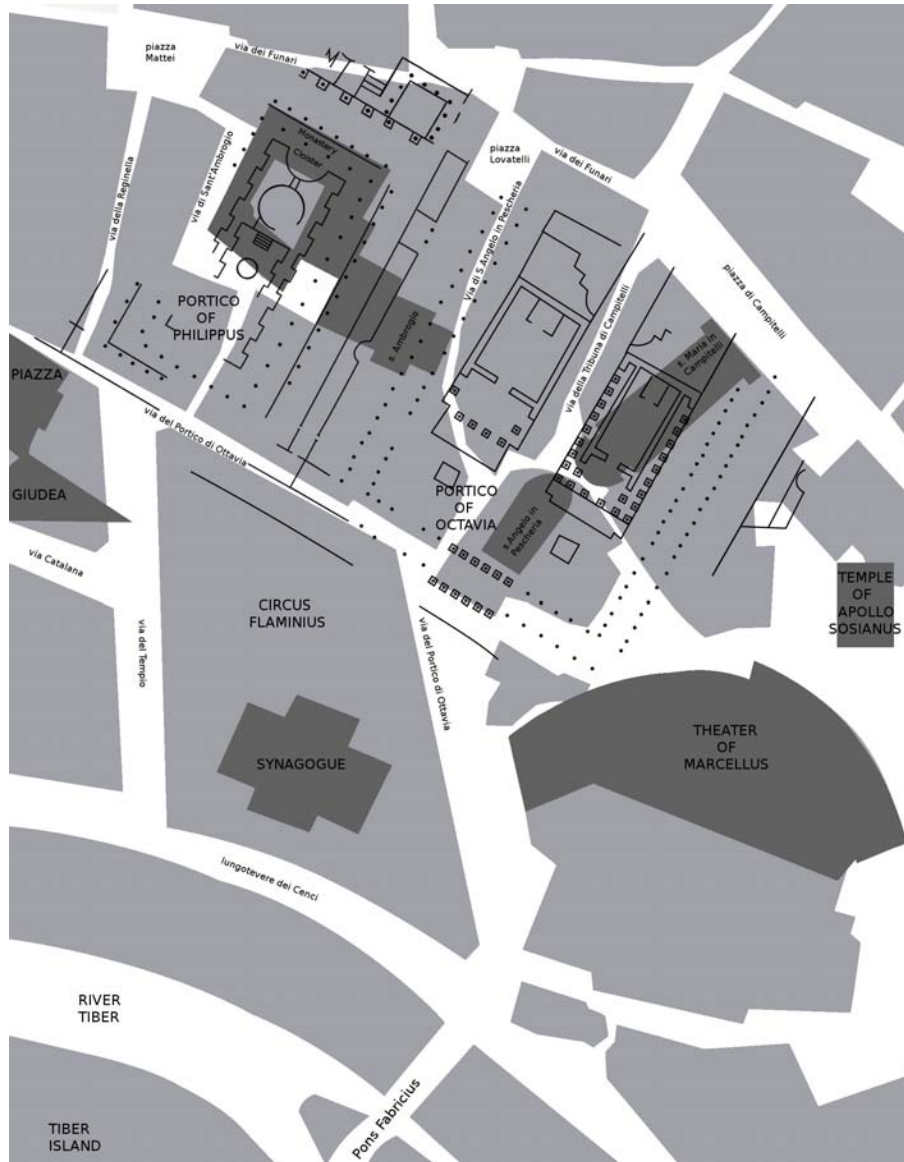 piazza
Mattei
via dei Funari
via della Reginella
via di Sant'Ambrogio
Monastery
Cloister
piazza
Lovatelli
via dei Funari
Via di S Angelo in Pescheria
piazza di Campitelli
PORTICO
OF
PHILIPPUS
s. Ambrogio
via della Tribuna di Campitelli
s. Maria in
Campitelli
PIAZZA
GIUDEA
via del Portico di Ottavia
PORTICO
OF
OCTAVIA
s Angelo in
Pescheria
via Catalana
CIRCUS
FLAMINIUS
TEMPLE
OF
APOLLO
SOSIANUS
via del Tempio
via del Portico di Ottavia
SYNAGOGUE
THEATER
OF
MARCELLUS
lungotevere dei Cenci
RIVER
TIBER
Pons Fabricius
TIBER
ISLAND